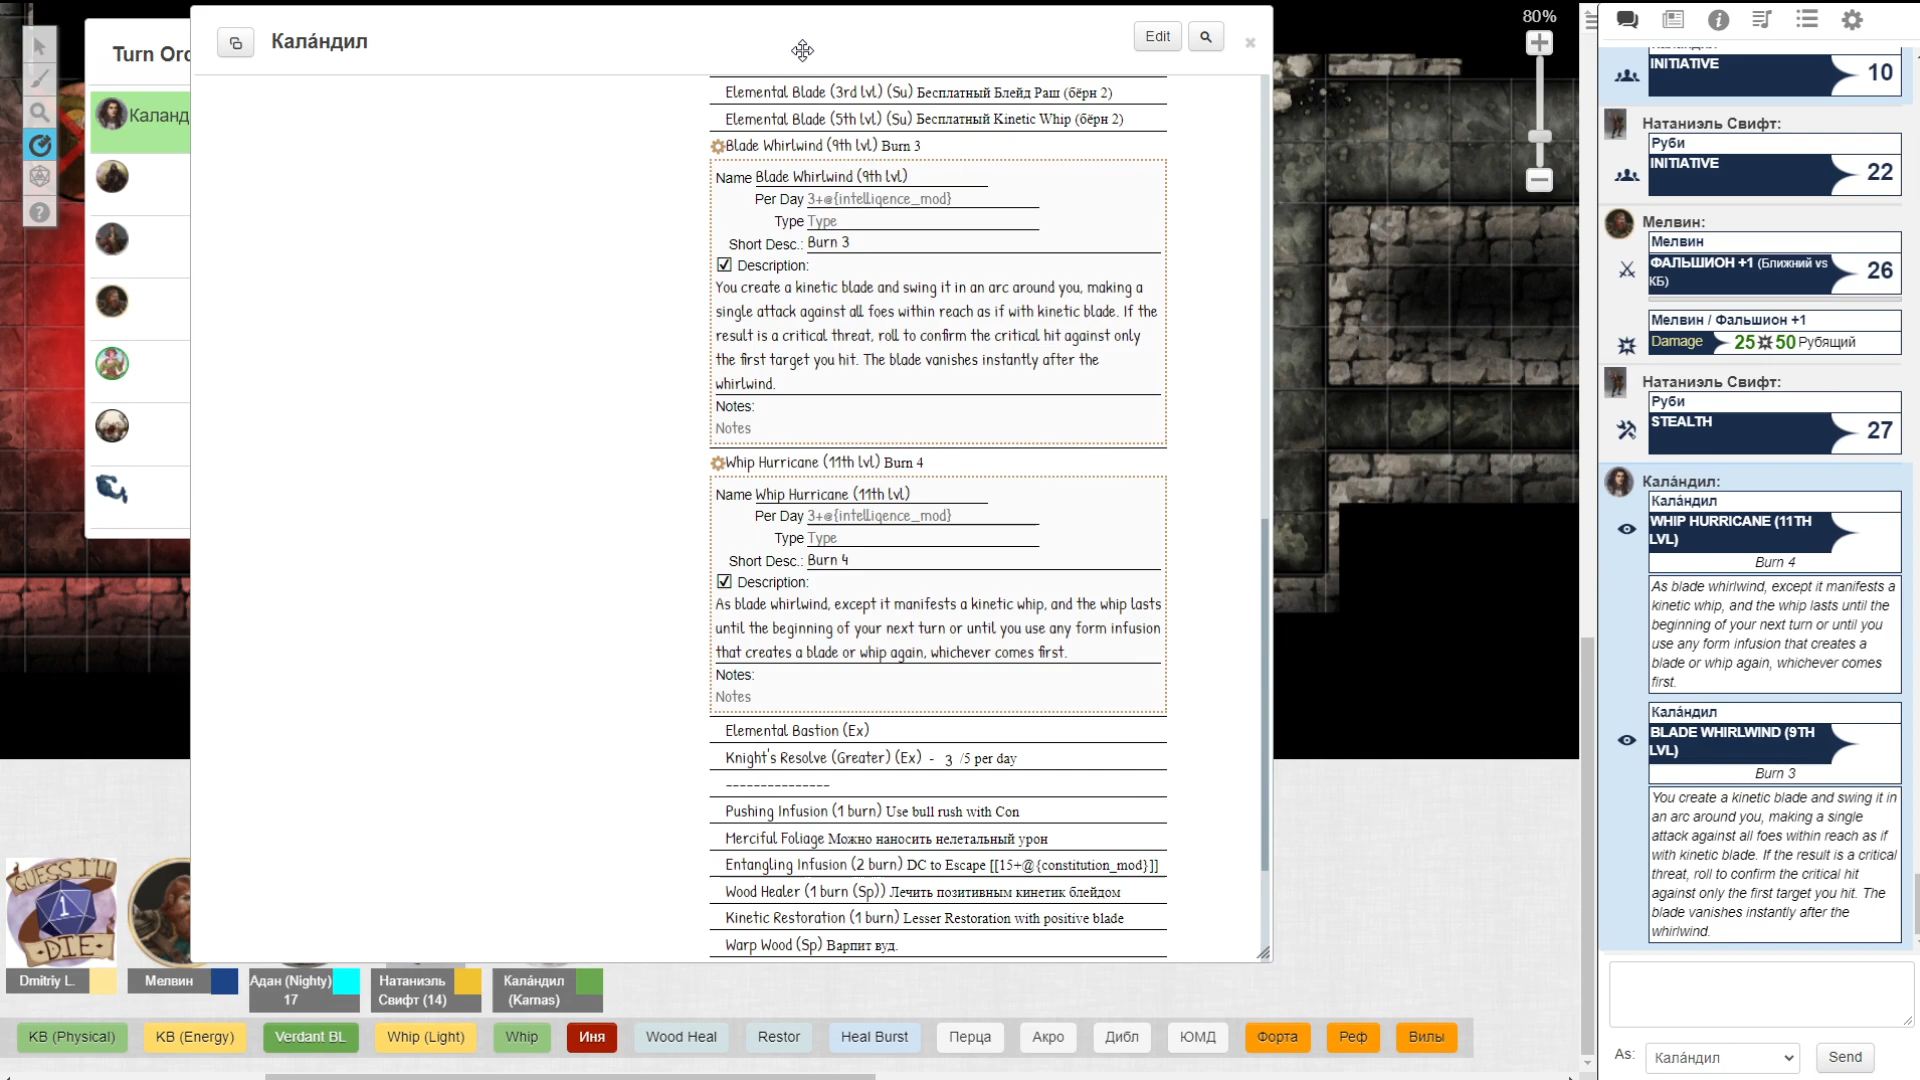 80%
Turn Orc
Каланд
Кала́ндил
Edit
Elemental Blade (3rd lvl) (Su) Бесплатный Блейд Раш (бёрн 2)
Elemental Blade (5th lvl) (Su) Бесплатный Kinetic Whip (бёрн 2)
Blade Whirlwind (9th lvl) Burn 3
Name Blade Whirlwind (9th lvl)
Per Day 3+@{intelligence_mod}
Type Type
Short Desc.: Burn 3
Description:
You create a kinetic blade and swing it in an arc around you, making a
single attack against all foes within reach as if with kinetic blade. If the
result is a critical threat, roll to confirm the critical hit against only
the first target you hit. The blade vanishes instantly after the
whirlwind.
Notes:
Notes
Whip Hurricane (11th lvl) Burn 4
Name Whip Hurricane (11th lvl)
Per Day 3+@{intelligence_mod}
Type Type
Short Desc.: Burn 4
Description:
As blade whirlwind, except it manifests a kinetic whip, and the whip lasts
until the beginning of your next turn or until you use any form infusion
that creates a blade or whip again, whichever comes first.
Notes:
Notes
Elemental Bastion (Ex)
Knight's Resolve (Greater) (Ex) - 3 /5 per day
---------------
Pushing Infusion (1 burn) Use bull rush with Con
Merciful Foliage Можно наносить нелетальный урон
Entangling Infusion (2 burn) DC to Escape [[15+@{constitution_mod}]]
Wood Healer (1 burn (Sp)) Лечить позитивным кинетик блейдом
Kinetic Restoration (1 burn) Lesser Restoration with positive blade
Warp Wood (Sp) Варпит вуд.
INITIATIVE 10
Натаниэль Свифт:
Руби
INITIATIVE 22
Мелвин:
Мелвин
ФАЛЬШИОН +1 (Ближний vs
КБ)
26
Мелвин / Фальшион +1
Damage 25 50 Рубящий
Натаниэль Свифт:
Руби
STEALTH 27
Кала́ндил:
Кала́ндил
WHIP HURRICANE (11TH
LVL)
Burn 4
As blade whirlwind, except it manifests a
kinetic whip, and the whip lasts until the
beginning of your next turn or until you
use any form infusion that creates a
blade or whip again, whichever comes
first.
Кала́ндил
BLADE WHIRLWIND (9TH
LVL)
Burn 3
You create a kinetic blade and swing it in
an arc around you, making a single
attack against all foes within reach as if
with kinetic blade. If the result is a critical
threat, roll to confirm the critical hit
against only the first target you hit. The
blade vanishes instantly after the
whirlwind.
As: Кала́ндил Send
GUESS I'LL
1
DIE
Dmitriy L.
Мелвин
Адан (Nighty)
17
Натаниэль
Свифт (14)
Кала́ндил
(Karnas)
KB (Physical) KB (Energy) Verdant BL Whip (Light) Whip Иня Wood Heal Restor Heal Burst Перца Акро Дибл ЮМД Форта Реф Вилы